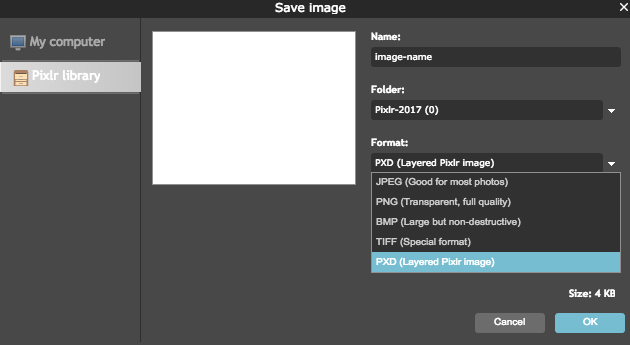 Save image
My computer
Pixlr library
Name:
image-name
Folder:
Pixlr-2017 (0)
Format:
PXD (Layered Pixlr image)
JPEG (Good for most photos)
PNG (Transparent, full quality)
BMP (Large but non-destructive)
TIFF (Special format)
PXD (Layered Pixlr image)
Size: 4 KB
Cancel
OK